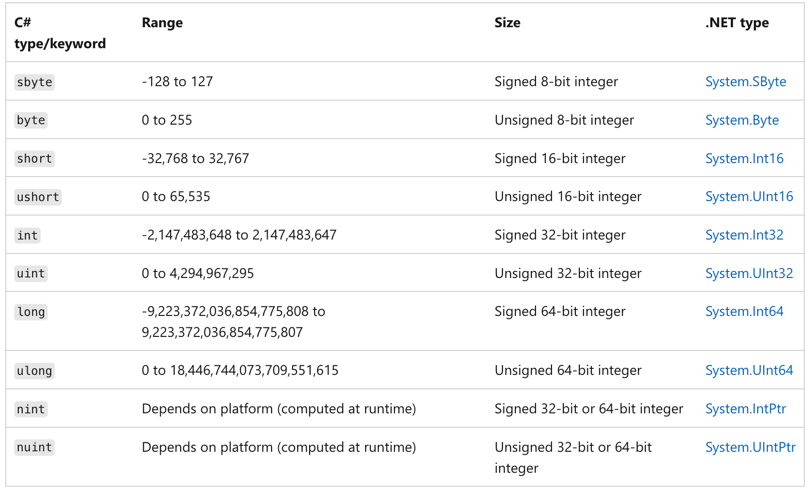 C# type/keyword Range Size .NET type
sbyte -128 to 127 Signed 8-bit integer System.SByte
byte 0 to 255 Unsigned 8-bit integer System.Byte
short -32,768 to 32,767 Signed 16-bit integer System.Int16
ushort 0 to 65,535 Unsigned 16-bit integer System.UInt16
int -2,147,483,648 to 2,147,483,647 Signed 32-bit integer System.Int32
uint 0 to 4,294,967,295 Unsigned 32-bit integer System.UInt32
long -9,223,372,036,854,775,808 to 9,223,372,036,854,775,807 Signed 64-bit integer System.Int64
ulong 0 to 18,446,744,073,709,551,615 Unsigned 64-bit integer System.UInt64
nint Depends on platform (computed at runtime) Signed 32-bit or 64-bit integer System.IntPtr
nuint Depends on platform (computed at runtime) Unsigned 32-bit or 64-bit integer System.UIntPtr